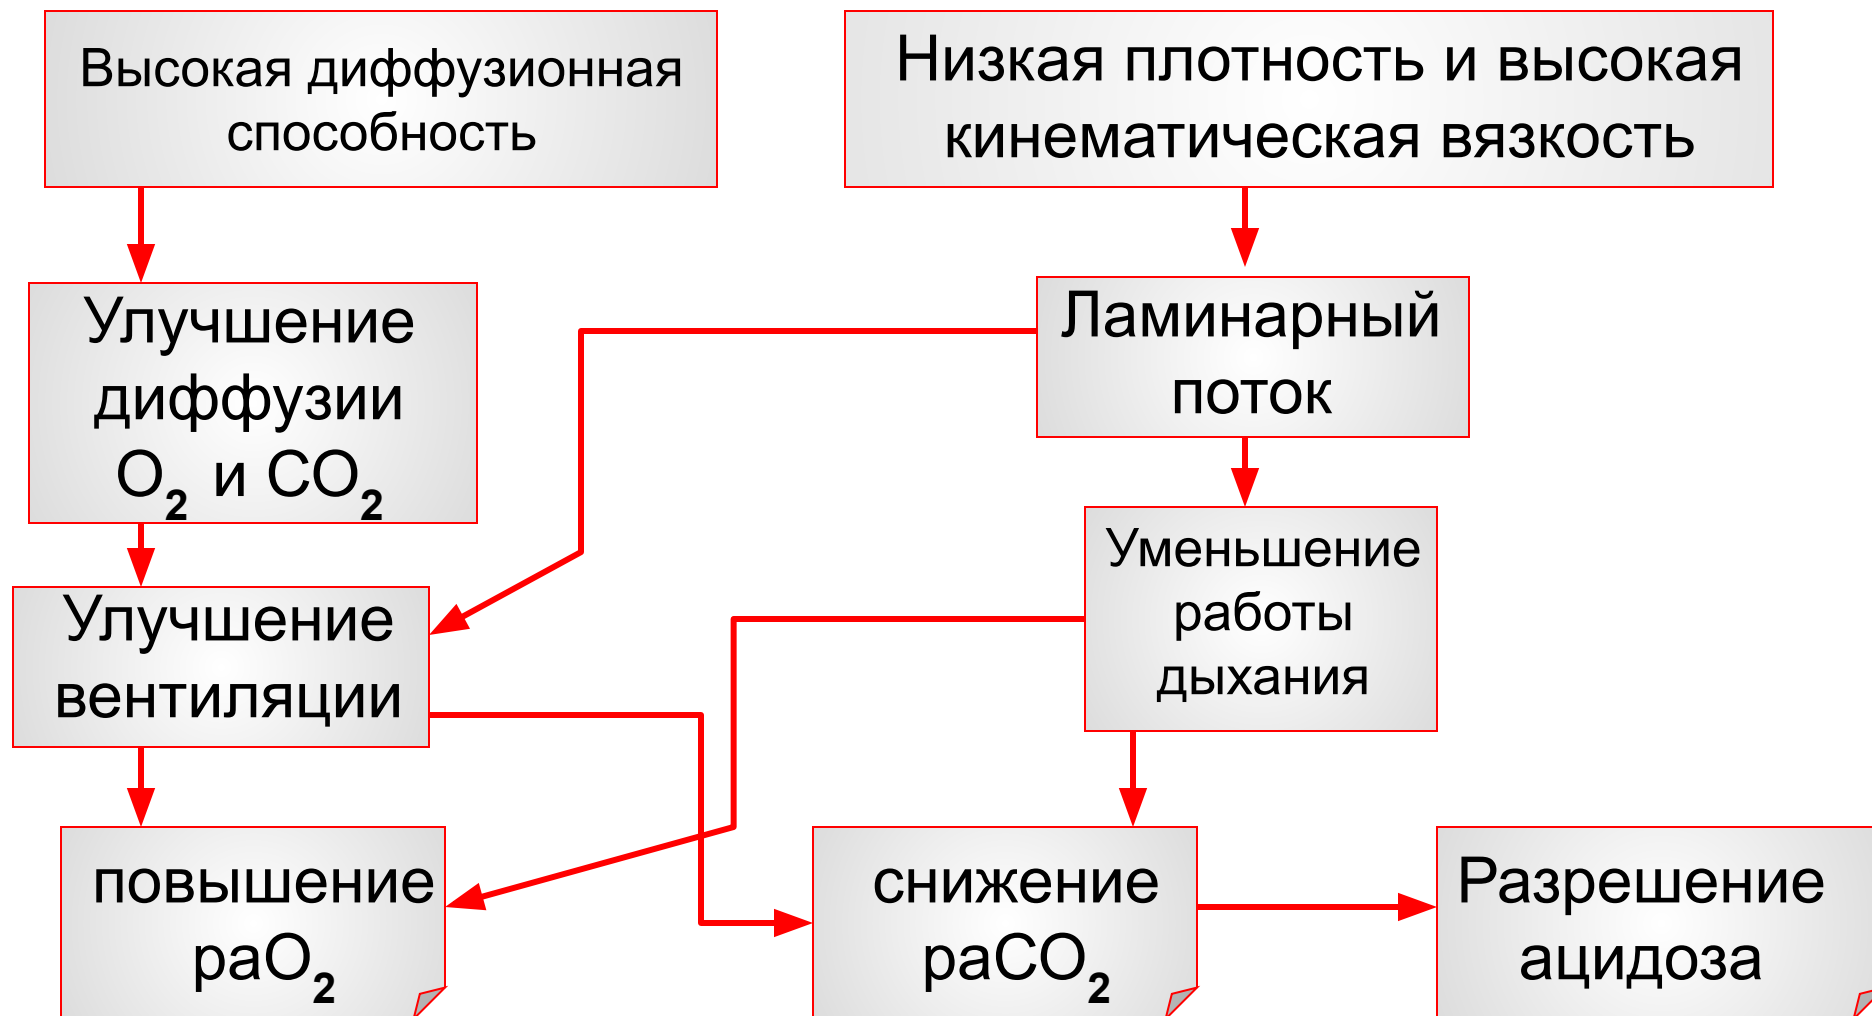 Высокая диффузионная
способность
Низкая плотность и высокая
кинематическая вязкость
Улучшение
диффузии
O₂ и CO₂
Ламинарный
поток
Уменьшение
работы
дыхания
Улучшение
вентиляции
повышение
paO₂
снижение
paCO₂
Разрешение
ацидоза